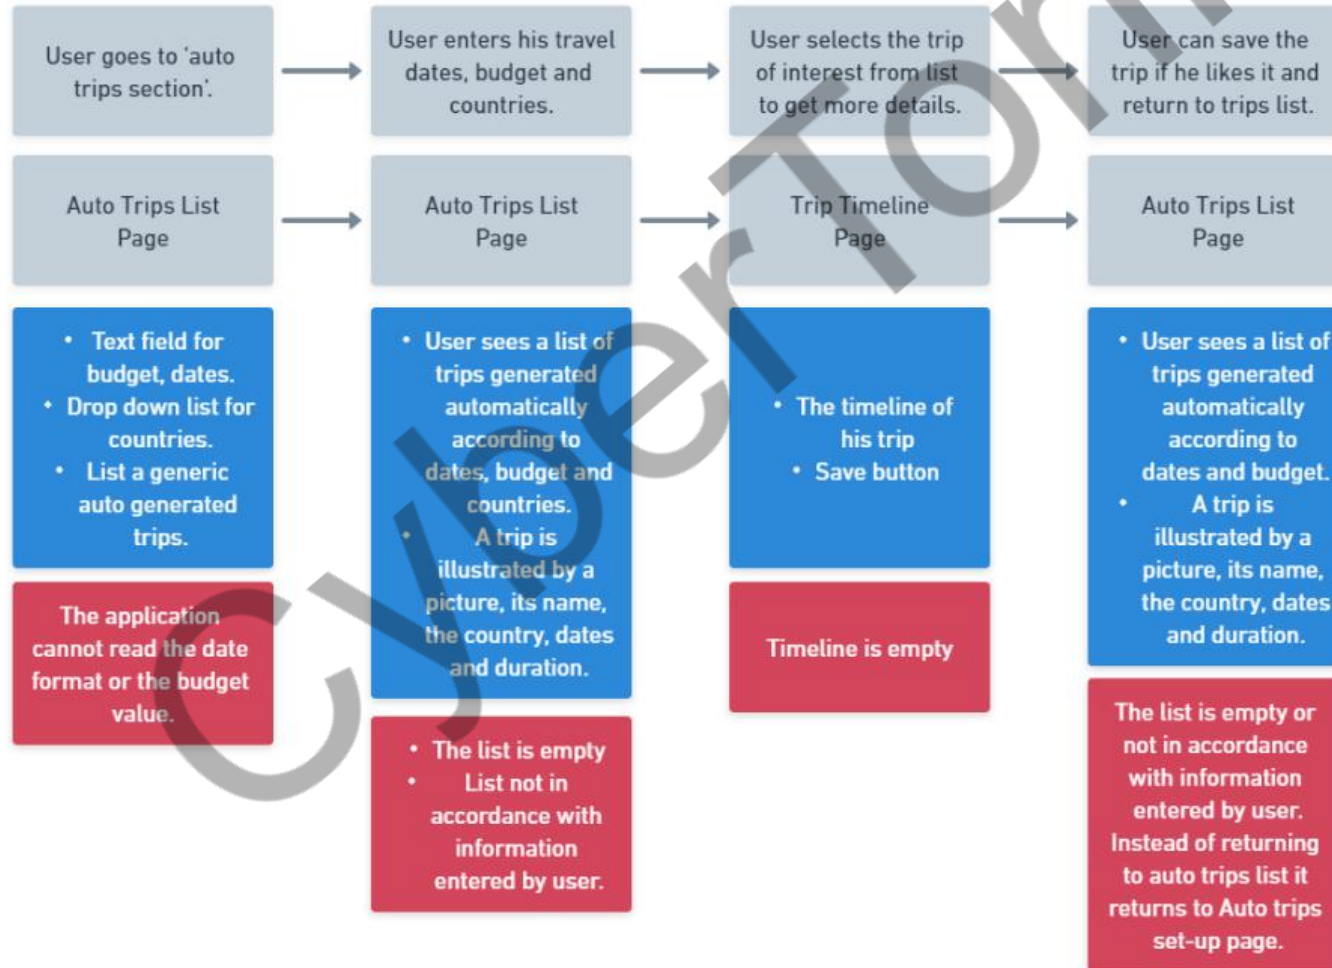 User goes to ‘auto
trips section’.
User enters his travel
dates, budget and
countries.
User selects the trip
of interest from list
to get more details.
User can save the
trip if he likes it and
return to trips list.
Auto Trips List
Page
Auto Trips List
Page
Trip Timeline
Page
Auto Trips List
Page
• Text field for
budget, dates.
• Drop down list for
countries.
• List a generic
auto generated
trips.
• User sees a list of
trips generated
automatically
according to
dates, budget and
countries.
• A trip is
illustrated by a
picture, its name,
the country, dates
and duration.
• The timeline of
his trip
• Save button
• User sees a list of
trips generated
automatically
according to
dates and budget.
• A trip is
illustrated by a
picture, its name,
the country, dates
and duration.
The application
cannot read the date
format or the budget
value.
• The list is empty
• List not in
accordance with
information
entered by user.
Timeline is empty
The list is empty or
not in accordance
with information
entered by user.
Instead of returning
to auto trips list it
returns to Auto trips
set-up page.